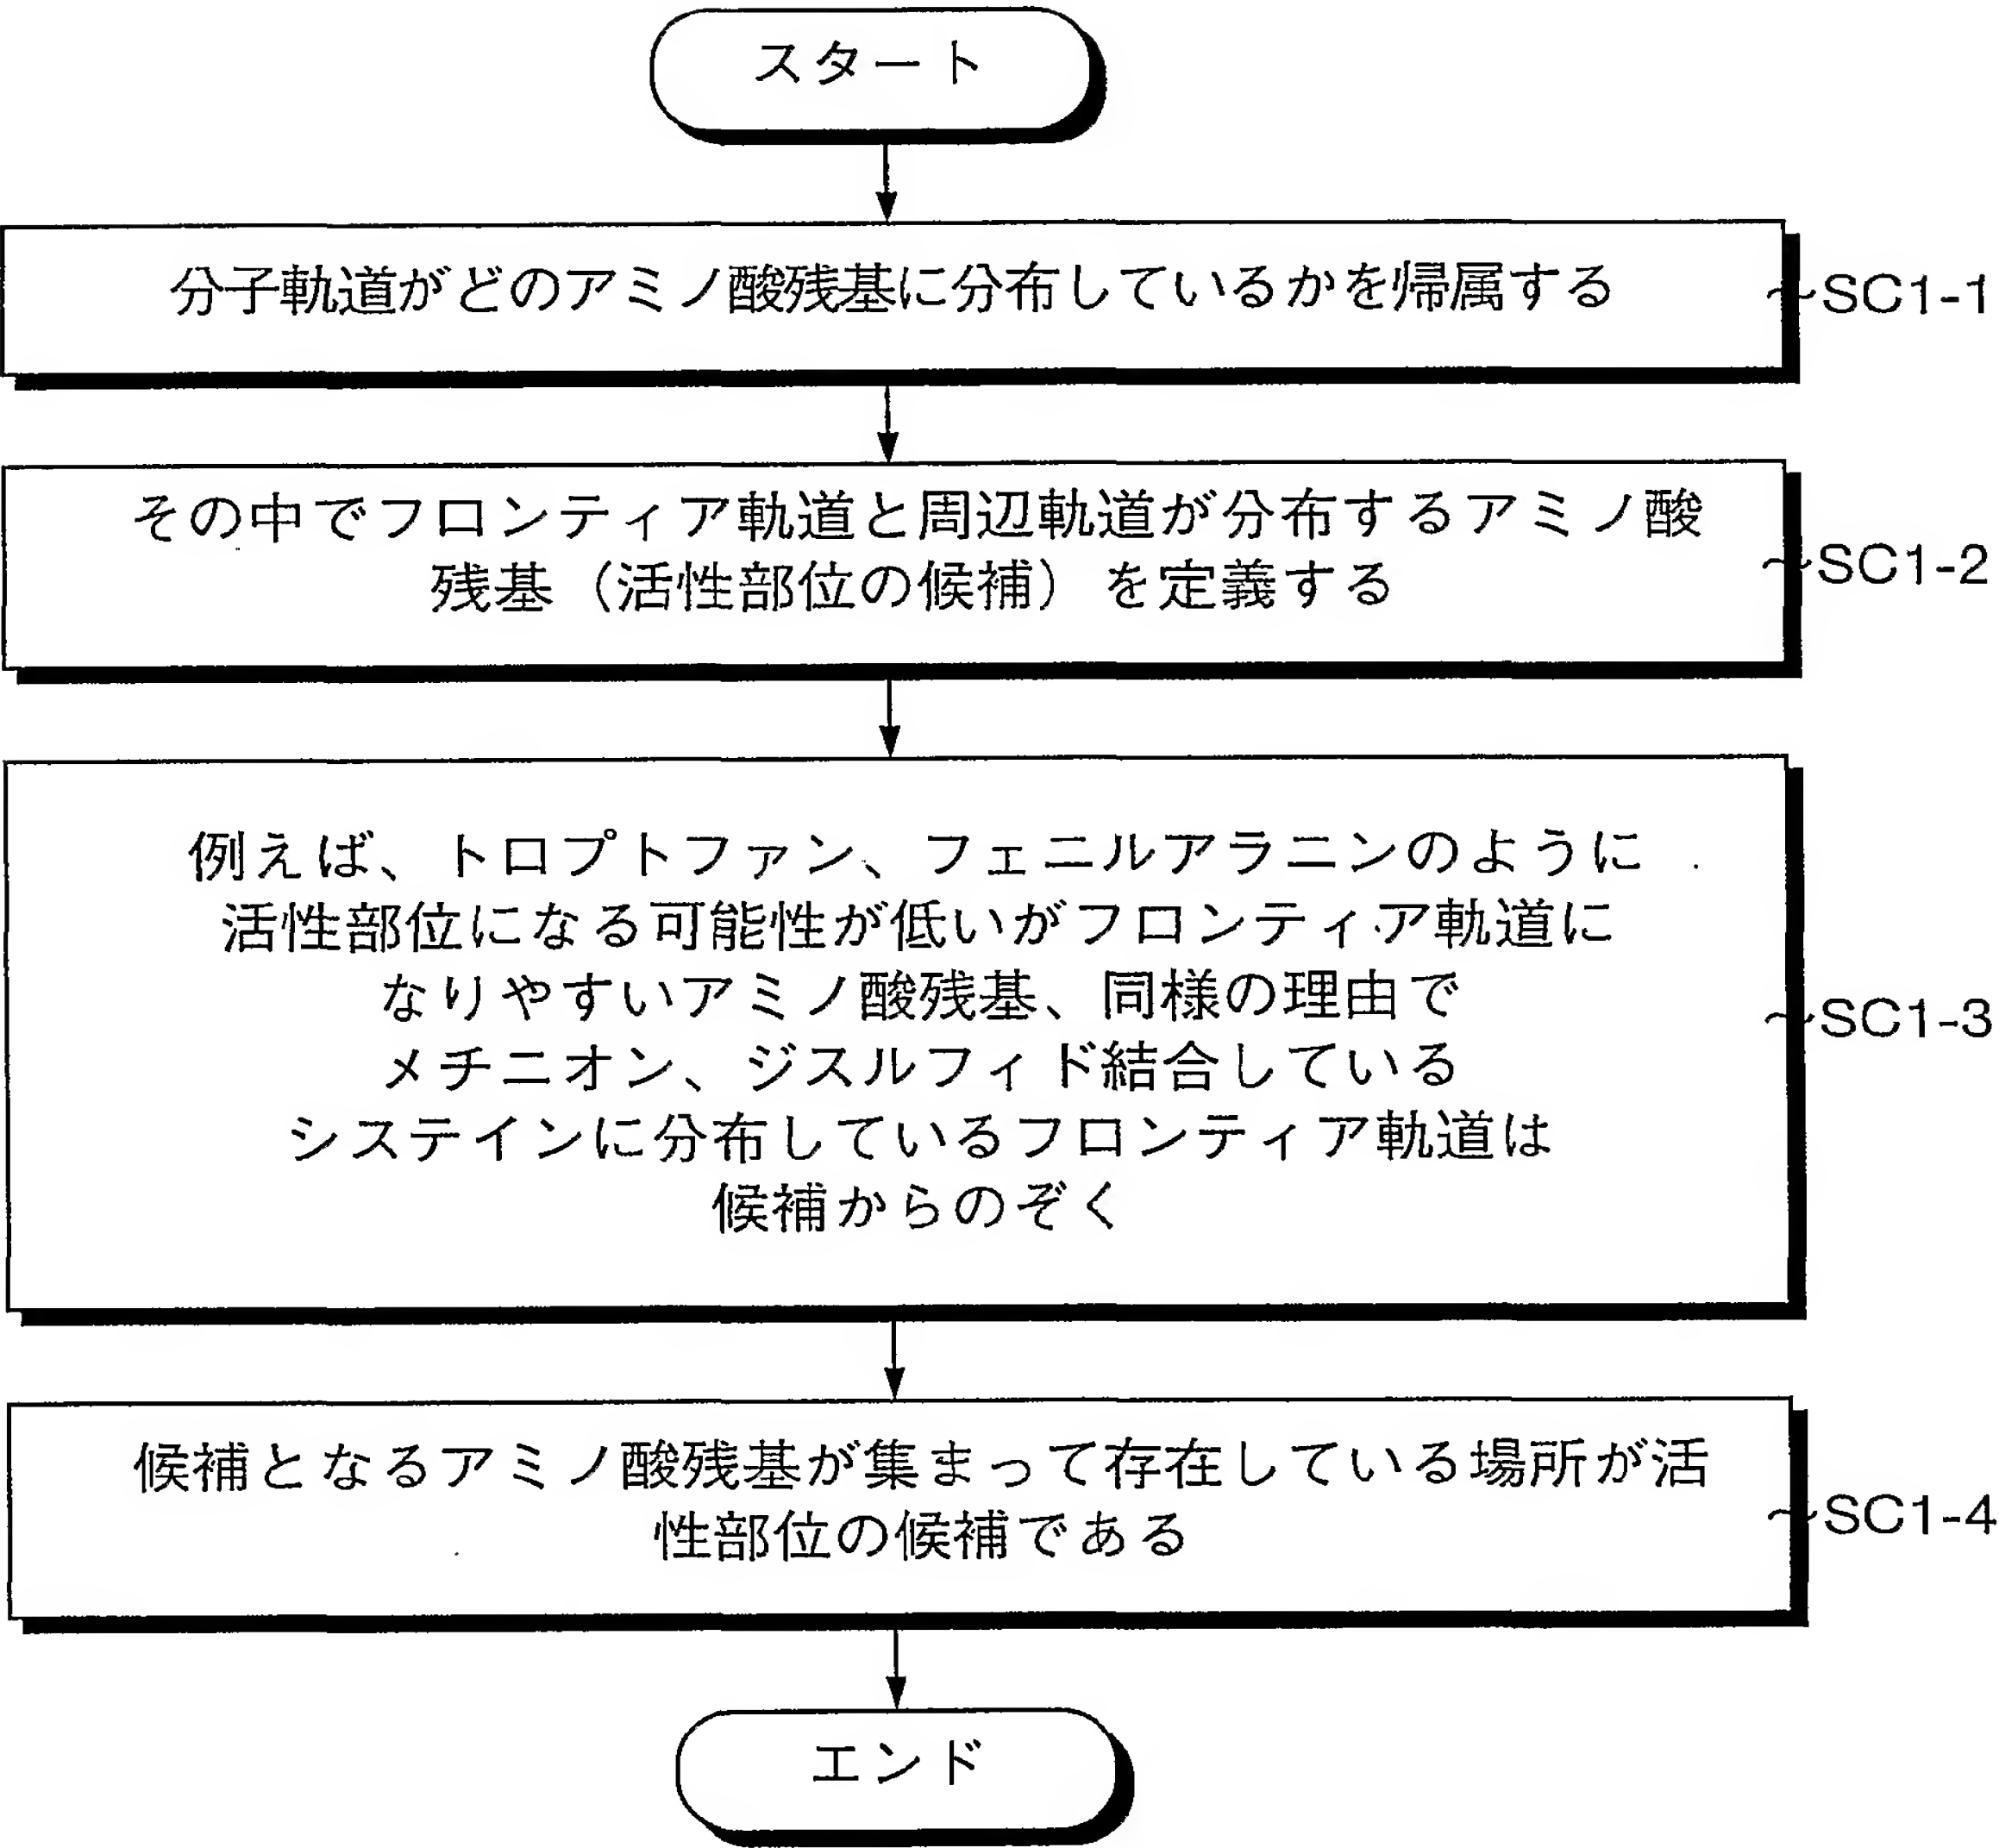 スタート
分子軌道がどのアミノ酸残基に分布しているかを帰属する
SC1-1
その中でフロンティア軌道と周辺軌道が分布するアミノ酸
残基（活性部位の候補）を定義する
SC1-2
例えば、トロプトファン、フェニルアラニンのように
活性部位になる可能性が低いがフロンティア軌道に
なりやすいアミノ酸残基、同様の理由で
メチニオン、ジスルフィド結合している
システインに分布しているフロンティア軌道は
候補からのぞく
SC1-3
候補となるアミノ酸残基が集まって存在している場所が活
性部位の候補である
SC1-4
エンド